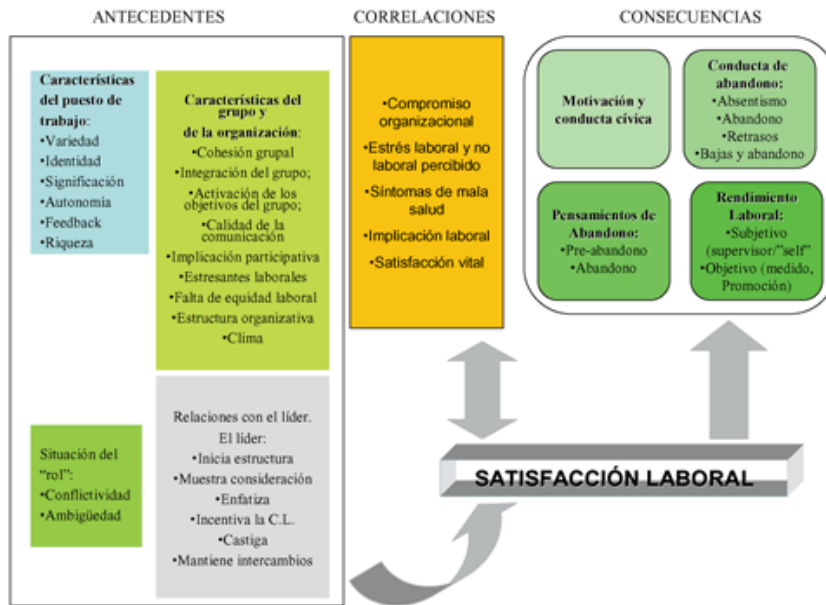 ANTECEDENTES
CORRELACIONES
CONSECUENCIAS
Características
del puesto de
trabajo:
•Variedad
•Identidad
•Significación
•Autonomía
•Feedback
•Riqueza
Características del
grupo y
de la organización:
•Cohesión grupal
•Integración del grupo;
•Activación de los
objetivos del grupo;
•Calidad de la
comunicación
•Implicación participativa
•Estresantes laborales
•Falta de equidad laboral
•Estructura organizativa
•Clima
Situación del
"rol":
•Conflictividad
•Ambigüedad
Relaciones con el líder.
El líder:
•Inicia estructura
•Muestra consideración
•Enfatiza
•Incentiva la C.L.
•Castiga
•Mantiene intercambios
•Compromiso
organizacional
•Estrés laboral y no
laboral percibido
•Síntomas de mala
salud
•Implicación laboral
•Satisfacción vital
Motivación y
conducta cívica
Conducta de
abandono:
•Absentismo
•Abandono
•Retrasos
•Bajas y abandono
Pensamientos de
Abandono:
•Pre-abandono
•Abandono
Rendimiento
Laboral:
•Subjetivo
(supervisor/"self"
•Objetivo (medido,
Promoción)
SATISFACCIÓN LABORAL